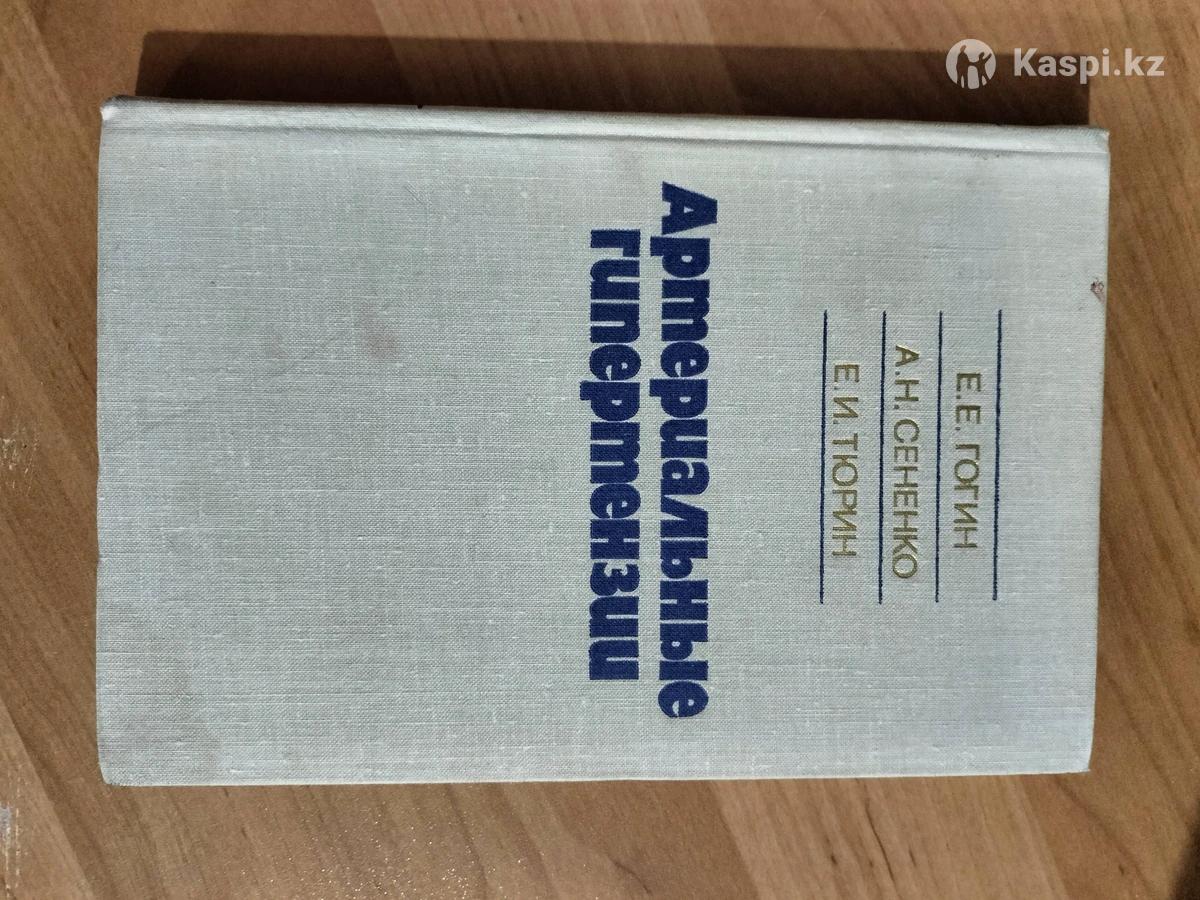 Kaspi.kz
Е.Е. ГОГИН
А.Н. СЕНЕНКО
Е.И. ТЮРИН
Артериальные
гипертензии